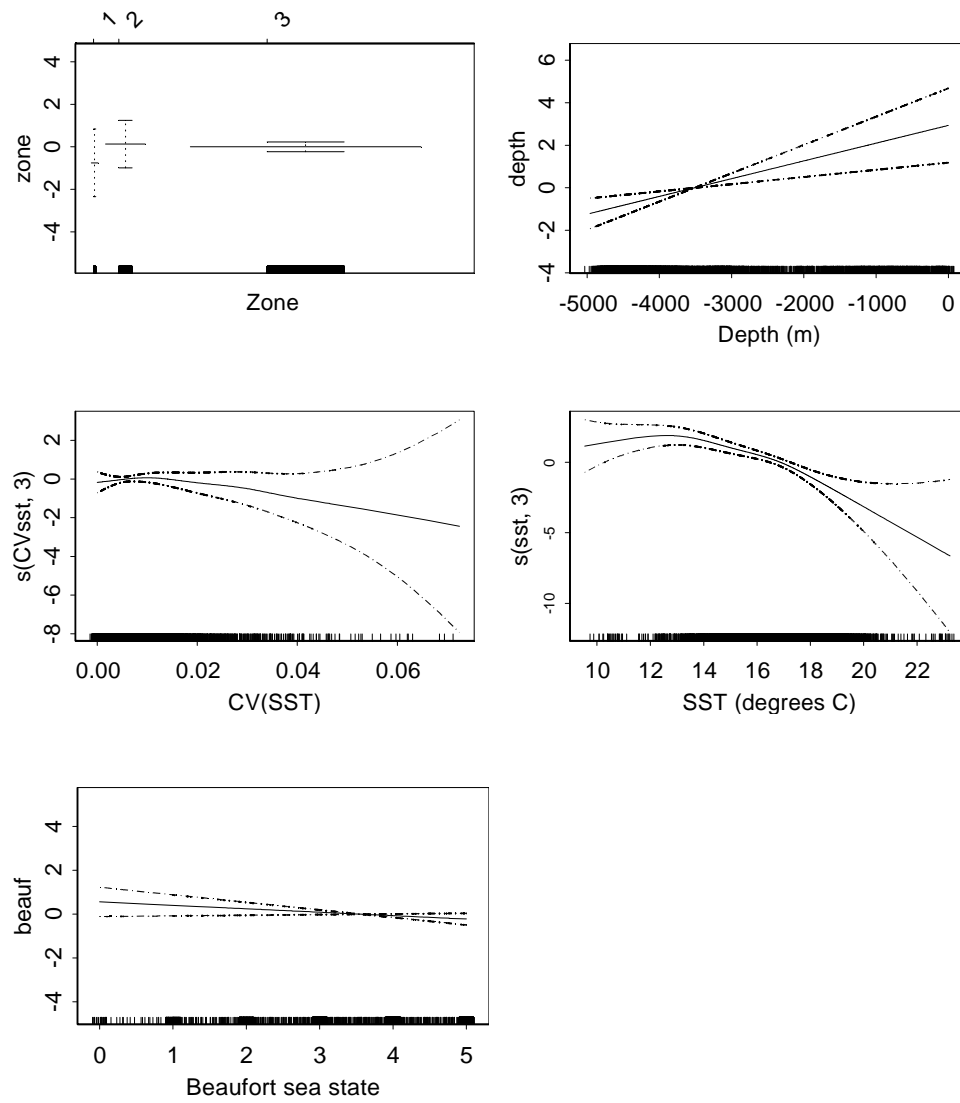 1 2 3
4
2
0
-2
-4
zone
Zone
6
4
2
0
-2
-4
depth
-5000 -4000 -3000 -2000 -1000 0
Depth (m)
2
0
-2
-4
-6
-8
s(CVsst, 3)
0.00 0.02 0.04 0.06
CV(SST)
0
-5
-10
s(sst, 3)
10 12 14 16 18 20 22
SST (degrees C)
4
2
0
-2
-4
beauf
0 1 2 3 4 5
Beaufort sea state